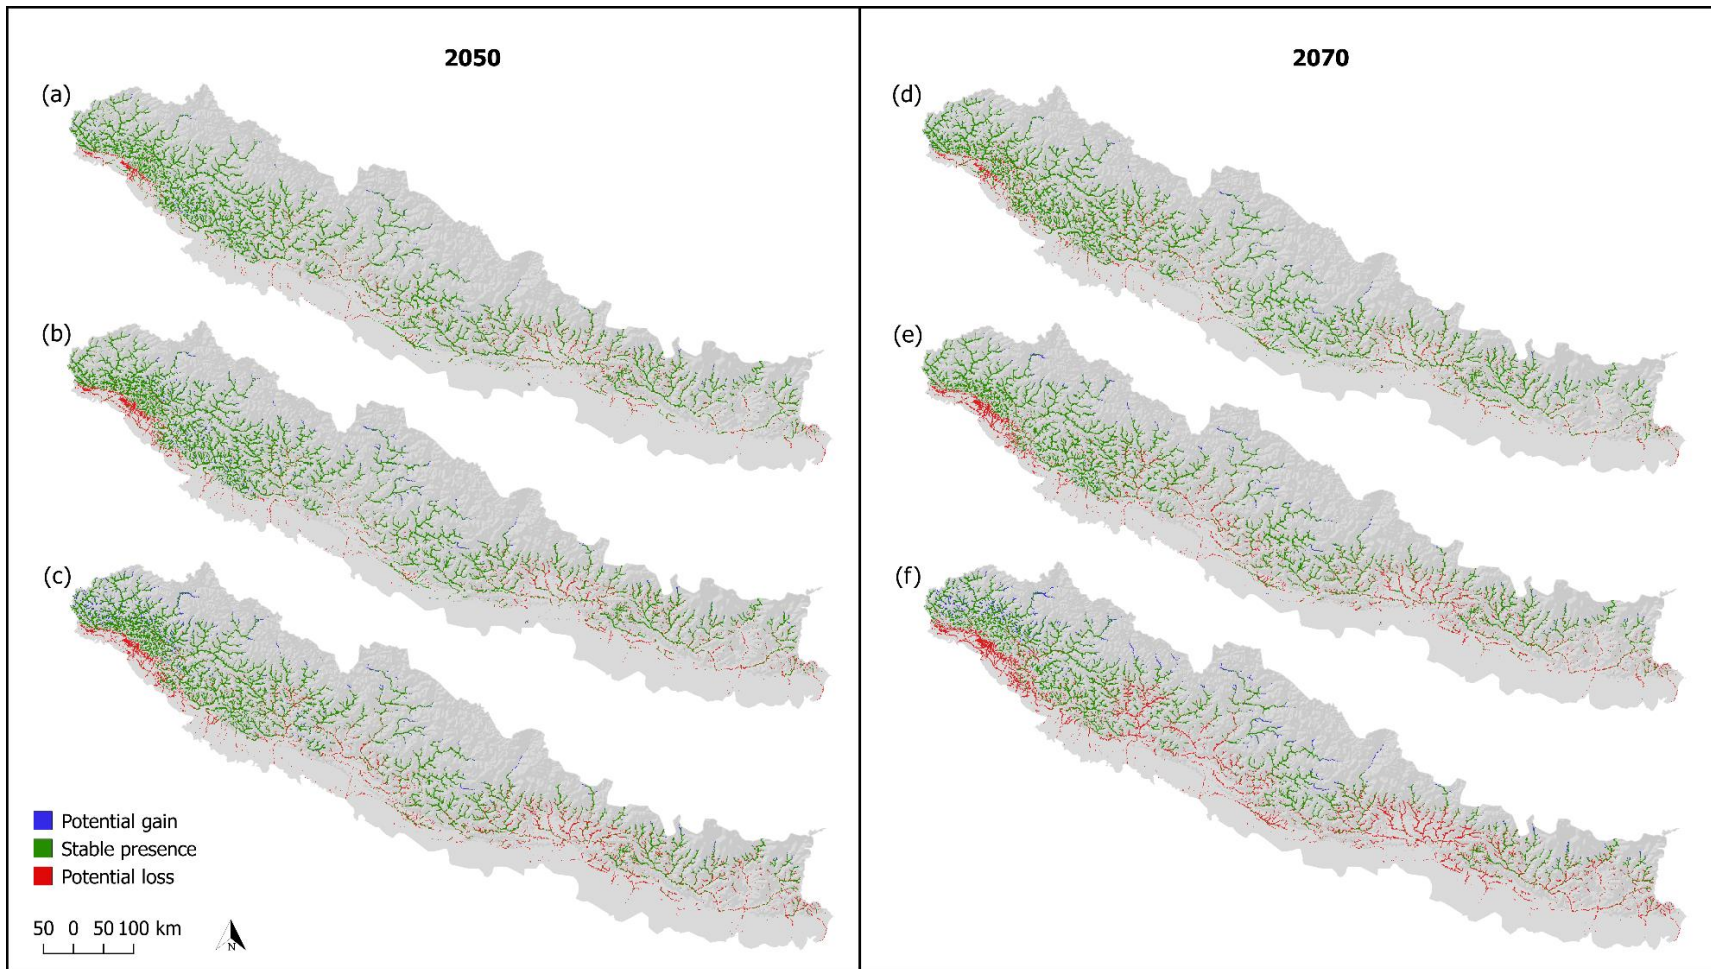 2050
(a)
(b)
(c)
Potential gain
Stable presence
Potential loss
50 0 50 100 km
N
2070
(d)
(e)
(f)